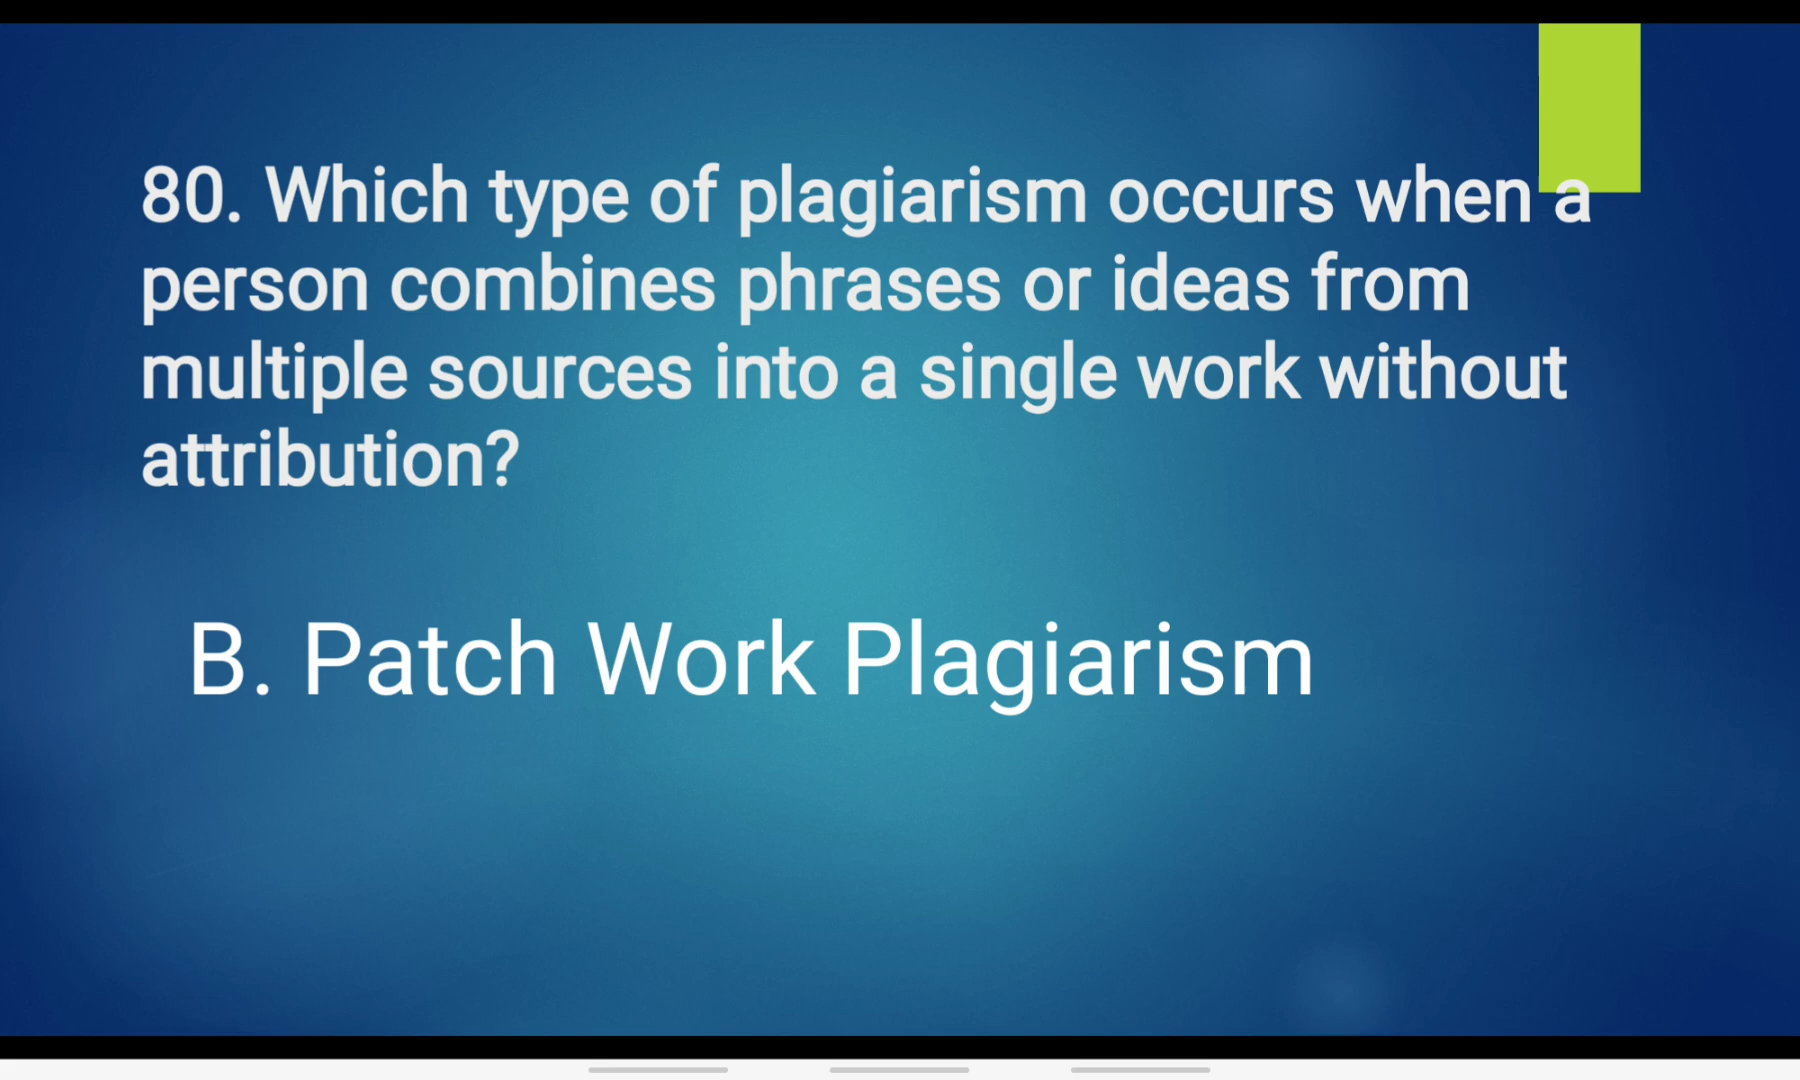 80. Which type of plagiarism occurs when a
person combines phrases or ideas from
multiple sources into a single work without
attribution?
B. Patch Work Plagiarism